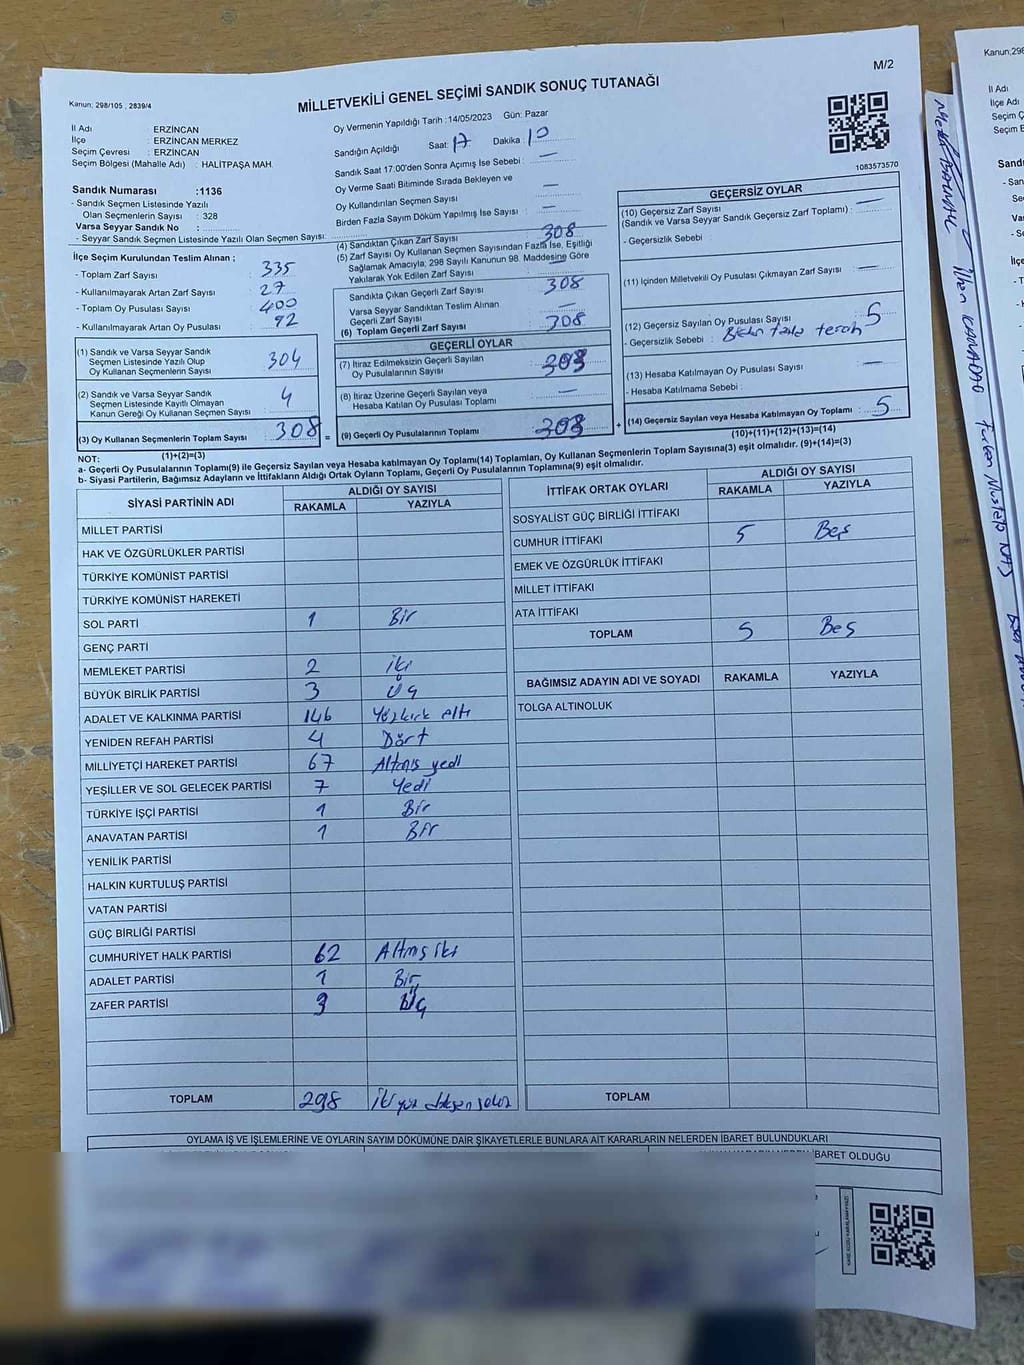 M/2
Kanun; 298/105 , 2839/4
MİLLETVEKİLİ GENEL SEÇİMİ SANDIK SONUÇ TUTANAĞI
İl Adı ERZİNCAN
İlçe : ERZİNCAN MERKEZ
Seçim Çevresi : ERZİNCAN
Seçim Bölgesi (Mahalle Adı) : HALİTPAŞA MAH.
Sandık Numarası :1136
- Sandık Seçmen Listesinde Yazılı
Olan Seçmenlerin Sayısı : 328
Varsa Seyyar Sandık No :
- Seyyar Sandık Seçmen Listesinde Yazılı Olan Seçmen Sayısı:
Oy Vermenin Yapıldığı Tarih : 14/05/2023 Gün: Pazar
Sandığın Açıldığı Saat: 17 Dakika : 10
Sandık Saat 17:00'den Sonra Açımış İse Sebebi : —
Oy Verme Saati Bitiminde Sırada Bekleyen ve
Oy Kullandırılan Seçmen Sayısı —
Birden Fazla Sayım Döküm Yapılmış İse Sayısı : —
1083573570
İlçe Seçim Kurulundan Teslim Alınan ;
- Toplam Zarf Sayısı : 335
- Kullanılmayarak Artan Zarf Sayısı : 27
- Toplam Oy Pusulası Sayısı : 400
- Kullanılmayarak Artan Oy Pusulası : 92
(1) Sandık ve Varsa Seyyar Sandık
Seçmen Listesinde Yazılı Olup
Oy Kullanan Seçmenlerin Sayısı : 304
(2) Sandık ve Varsa Seyyar Sandık
Seçmen Listesinde Kayıtlı Olmayan
Kanun Gereği Oy Kullanan Seçmen Sayısı : 4
(3) Oy Kullanan Seçmenlerin Toplam Sayısı : 308 =
(1)+(2)=(3)
(4) Sandıktan Çıkan Zarf Sayısı : 308
(5) Zarf Sayısı Oy Kullanan Seçmen Sayısından Fazla İse, Eşitliği
Sağlamak Amacıyla, 298 Sayılı Kanunun 98. Maddesine Göre
Yakılarak Yok Edilen Zarf Sayısı : —
Sandıkta Çıkan Geçerli Zarf Sayısı : 308
Varsa Seyyar Sandıktan Teslim Alınan
Geçerli Zarf Sayısı : —
(6) Toplam Geçerli Zarf Sayısı : 308
GEÇERLİ OYLAR
(7) İtiraz Edilmeksizin Geçerli Sayılan
Oy Pusulalarının Sayısı : 303
(8) İtiraz Üzerine Geçerli Sayılan veya
Hesaba Katılan Oy Pusulası Toplamı : —
(9) Geçerli Oy Pusulalarının Toplamı : 303 +
GEÇERSİZ OYLAR
(10) Geçersiz Zarf Sayısı
(Sandık ve Varsa Seyyar Sandık Geçersiz Zarf Toplamı) : —
- Geçersizlik Sebebi :
(11) İçinden Milletvekili Oy Pusulası Çıkmayan Zarf Sayısı : —
(12) Geçersiz Sayılan Oy Pusulası Sayısı : 5
- Geçersizlik Sebebi :
(13) Hesaba Katılmayan Oy Pusulası Sayısı : —
- Hesaba Katılmama Sebebi :
(14) Geçersiz Sayılan veya Hesaba Katılmayan Oy Toplamı : 5
(10)+(11)+(12)+(13)=(14)
NOT:
a- Geçerli Oy Pusulalarının Toplamı(9) ile Geçersiz Sayılan veya Hesaba katılmayan Oy Toplamı(14) Toplamları, Oy Kullanan Seçmenlerin Toplam Sayısına(3) eşit olmalıdır. (9)+(14)=(3)
b- Siyasi Partilerin, Bağımsız Adayların ve İttifakların Aldığı Ortak Oyların Toplamı, Geçerli Oy Pusulalarının Toplamına(9) eşit olmalıdır.
SİYASİ PARTİNİN ADI ALDIĞI OY SAYISI
RAKAMLA YAZIYLA
MİLLET PARTİSİ
HAK VE ÖZGÜRLÜKLER PARTİSİ
TÜRKİYE KOMÜNİST PARTİSİ
TÜRKİYE KOMÜNİST HAREKETİ
SOL PARTİ 1 Bir
GENÇ PARTİ
MEMLEKET PARTİSİ 2 iki
BÜYÜK BİRLİK PARTİSİ 3 Üç
ADALET VE KALKINMA PARTİSİ 146 Yüzkırk altı
YENİDEN REFAH PARTİSİ 4 Dört
MİLLİYETÇİ HAREKET PARTİSİ 67 Altmış yedi
YEŞİLLER VE SOL GELECEK PARTİSİ 7 Yedi
TÜRKİYE İŞÇİ PARTİSİ 1 Bir
ANAVATAN PARTİSİ 1 Bir
YENİLİK PARTİSİ
HALKIN KURTULUŞ PARTİSİ
VATAN PARTİSİ
GÜÇ BİRLİĞİ PARTİSİ
CUMHURİYET HALK PARTİSİ 62 Altmış iki
ADALET PARTİSİ 1 Bir
ZAFER PARTİSİ 3 Üç
TOPLAM 298 İki yüz doksan sekiz
İTTİFAK ORTAK OYLARI ALDIĞI OY SAYISI
RAKAMLA YAZIYLA
SOSYALİST GÜÇ BİRLİĞİ İTTİFAKI
CUMHUR İTTİFAKI 5 Beş
EMEK VE ÖZGÜRLÜK İTTİFAKI
MİLLET İTTİFAKI
ATA İTTİFAKI
TOPLAM 5 Beş
BAĞIMSIZ ADAYIN ADI VE SOYADI RAKAMLA YAZIYLA
TOLGA ALTINOLUK
TOPLAM
OYLAMA İŞ VE İŞLEMLERİNE VE OYLARIN SAYIM DÖKÜMÜNE DAİR ŞİKAYETLERLE BUNLARA AİT KARARLARIN NELERDEN İBARET BULUNDUKLARI
İBARET OLDUĞU
Kanun;298
İl Adı
İlçe Adı
Seçim Ç
Seçim B